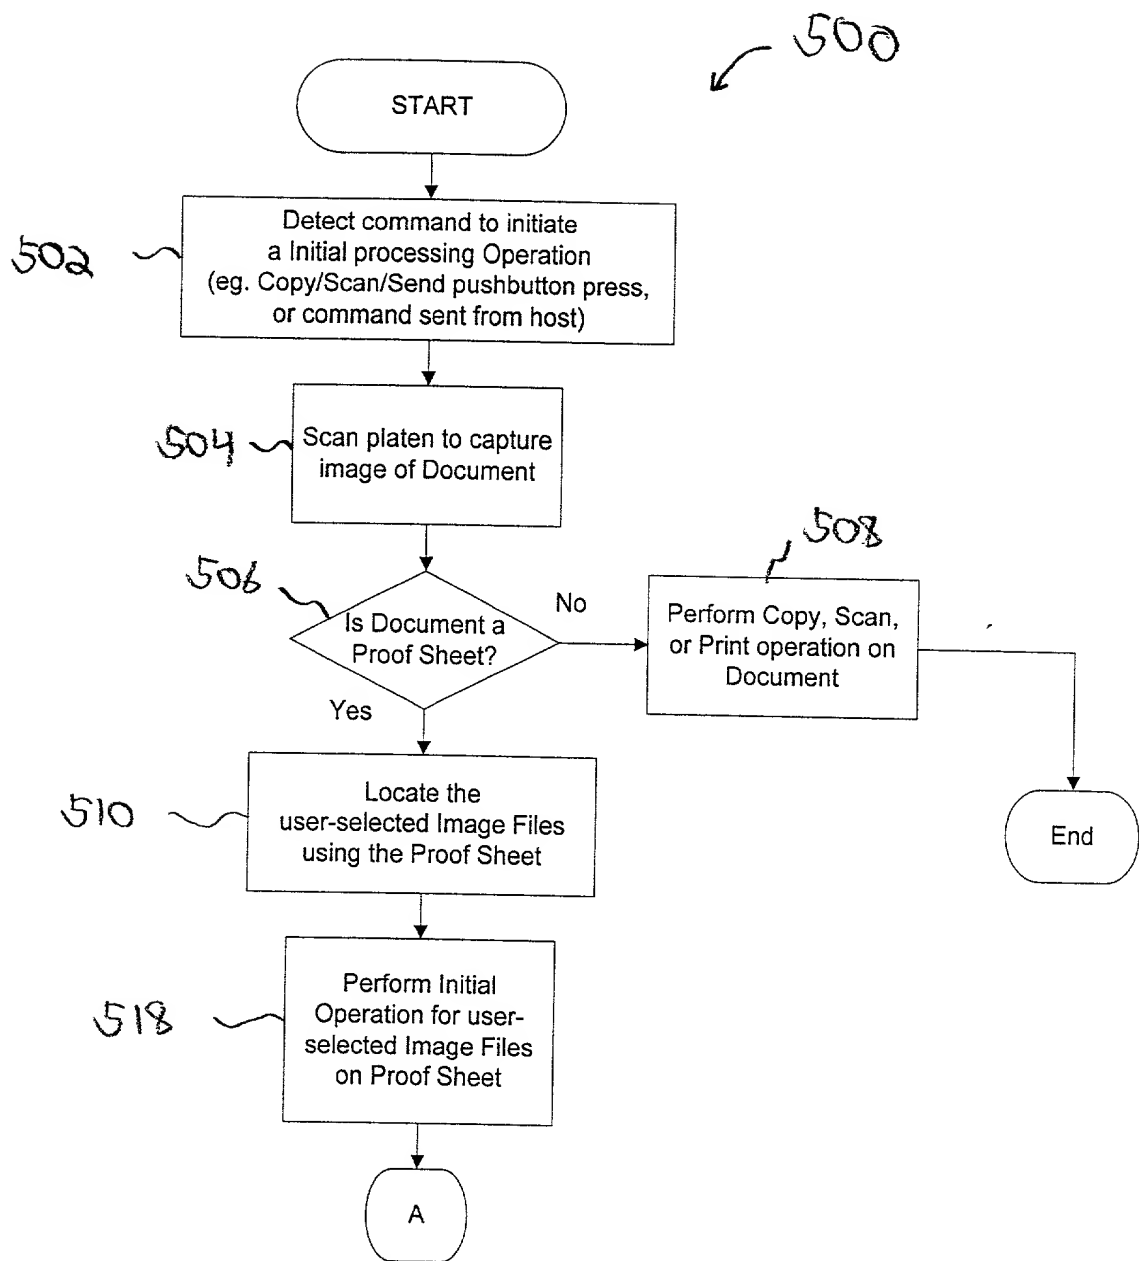 500
START
502
Detect command to initiate
a Initial processing Operation
(eg. Copy/Scan/Send pushbutton press,
or command sent from host)
504
Scan platen to capture
image of Document
506
Is Document a
Proof Sheet?
No
Yes
508
Perform Copy, Scan,
or Print operation on
Document
End
510
Locate the
user-selected Image Files
using the Proof Sheet
518
Perform Initial
Operation for user-
selected Image Files
on Proof Sheet
A